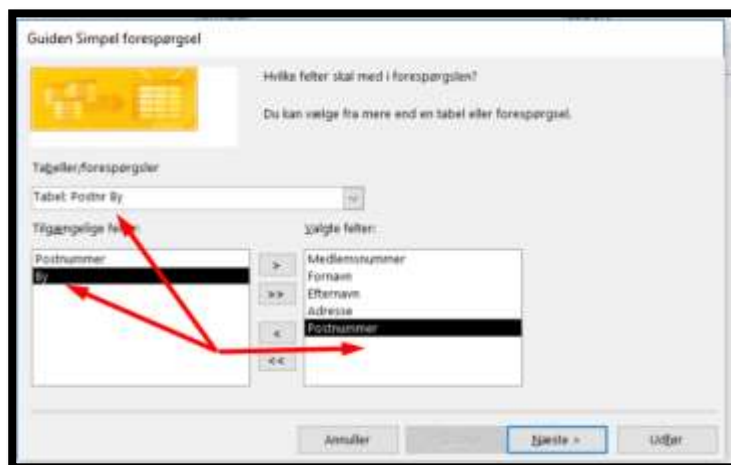 Guiden Simpel forespørgsel
Hvilke felter skal med i forespørgslen?
Du kan vælge fra mere end en tabel eller forespørgsel.
Tabeller/forespørgsler
Tabel: Postnr By
Tilgængelige
Valgte felter:
Postnummer
By
>
>>
<
<<
Medlemsnummer
Fornavn
Efternavn
Adresse
Postnummer
Annuller
Næste >
Udfør